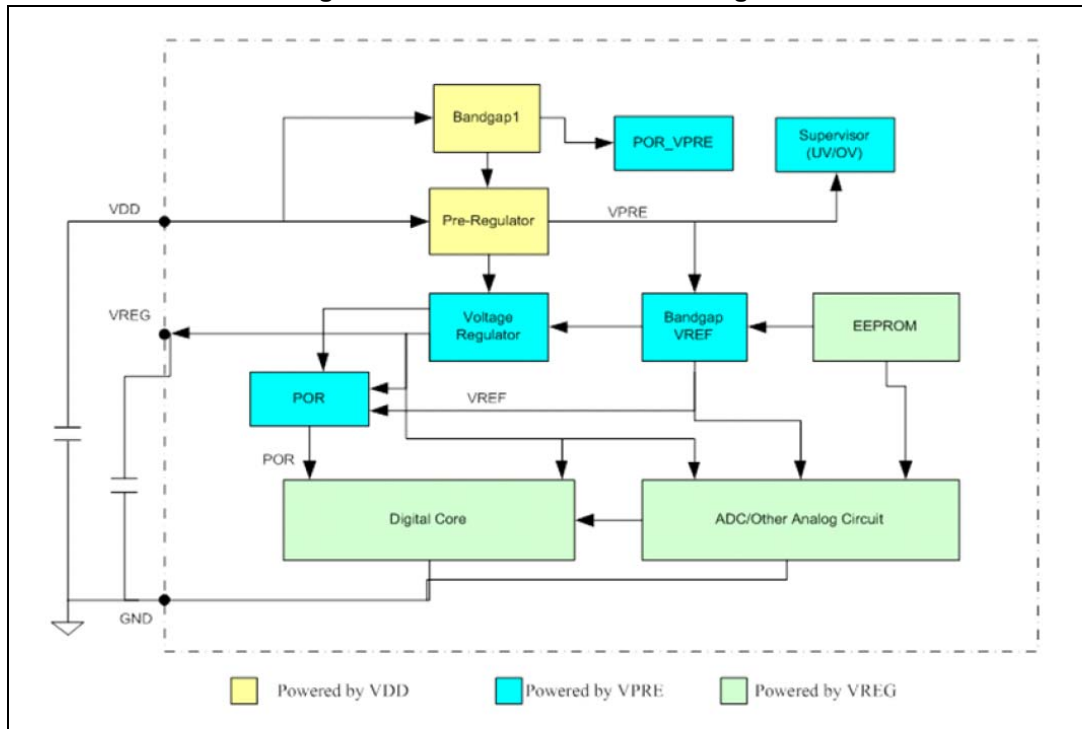 Bandgap1
POR_VPRE
Supervisor
(UV/OV)
VDD
Pre-Regulator
VPRE
VREG
Voltage
Regulator
Bandgap
VREF
EEPROM
POR
VREF
POR
Digital Core
ADC/Other Analog Circuit
GND
Powered by VDD
Powered by VPRE
Powered by VREG